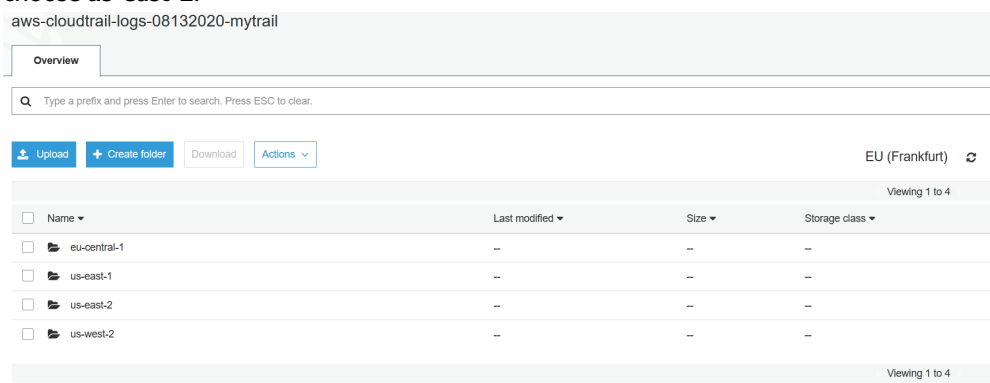 choose us-east-2.
aws-cloudtrail-logs-08132020-mytrail
Overview
Type a prefix and press Enter to search. Press ESC to clear.
Upload Create folder Download Actions
EU (Frankfurt)
Viewing 1 to 4
Name Last modified Size Storage class
eu-central-1 -- -- --
us-east-1 -- -- --
us-east-2 -- -- --
us-west-2 -- -- --
Viewing 1 to 4